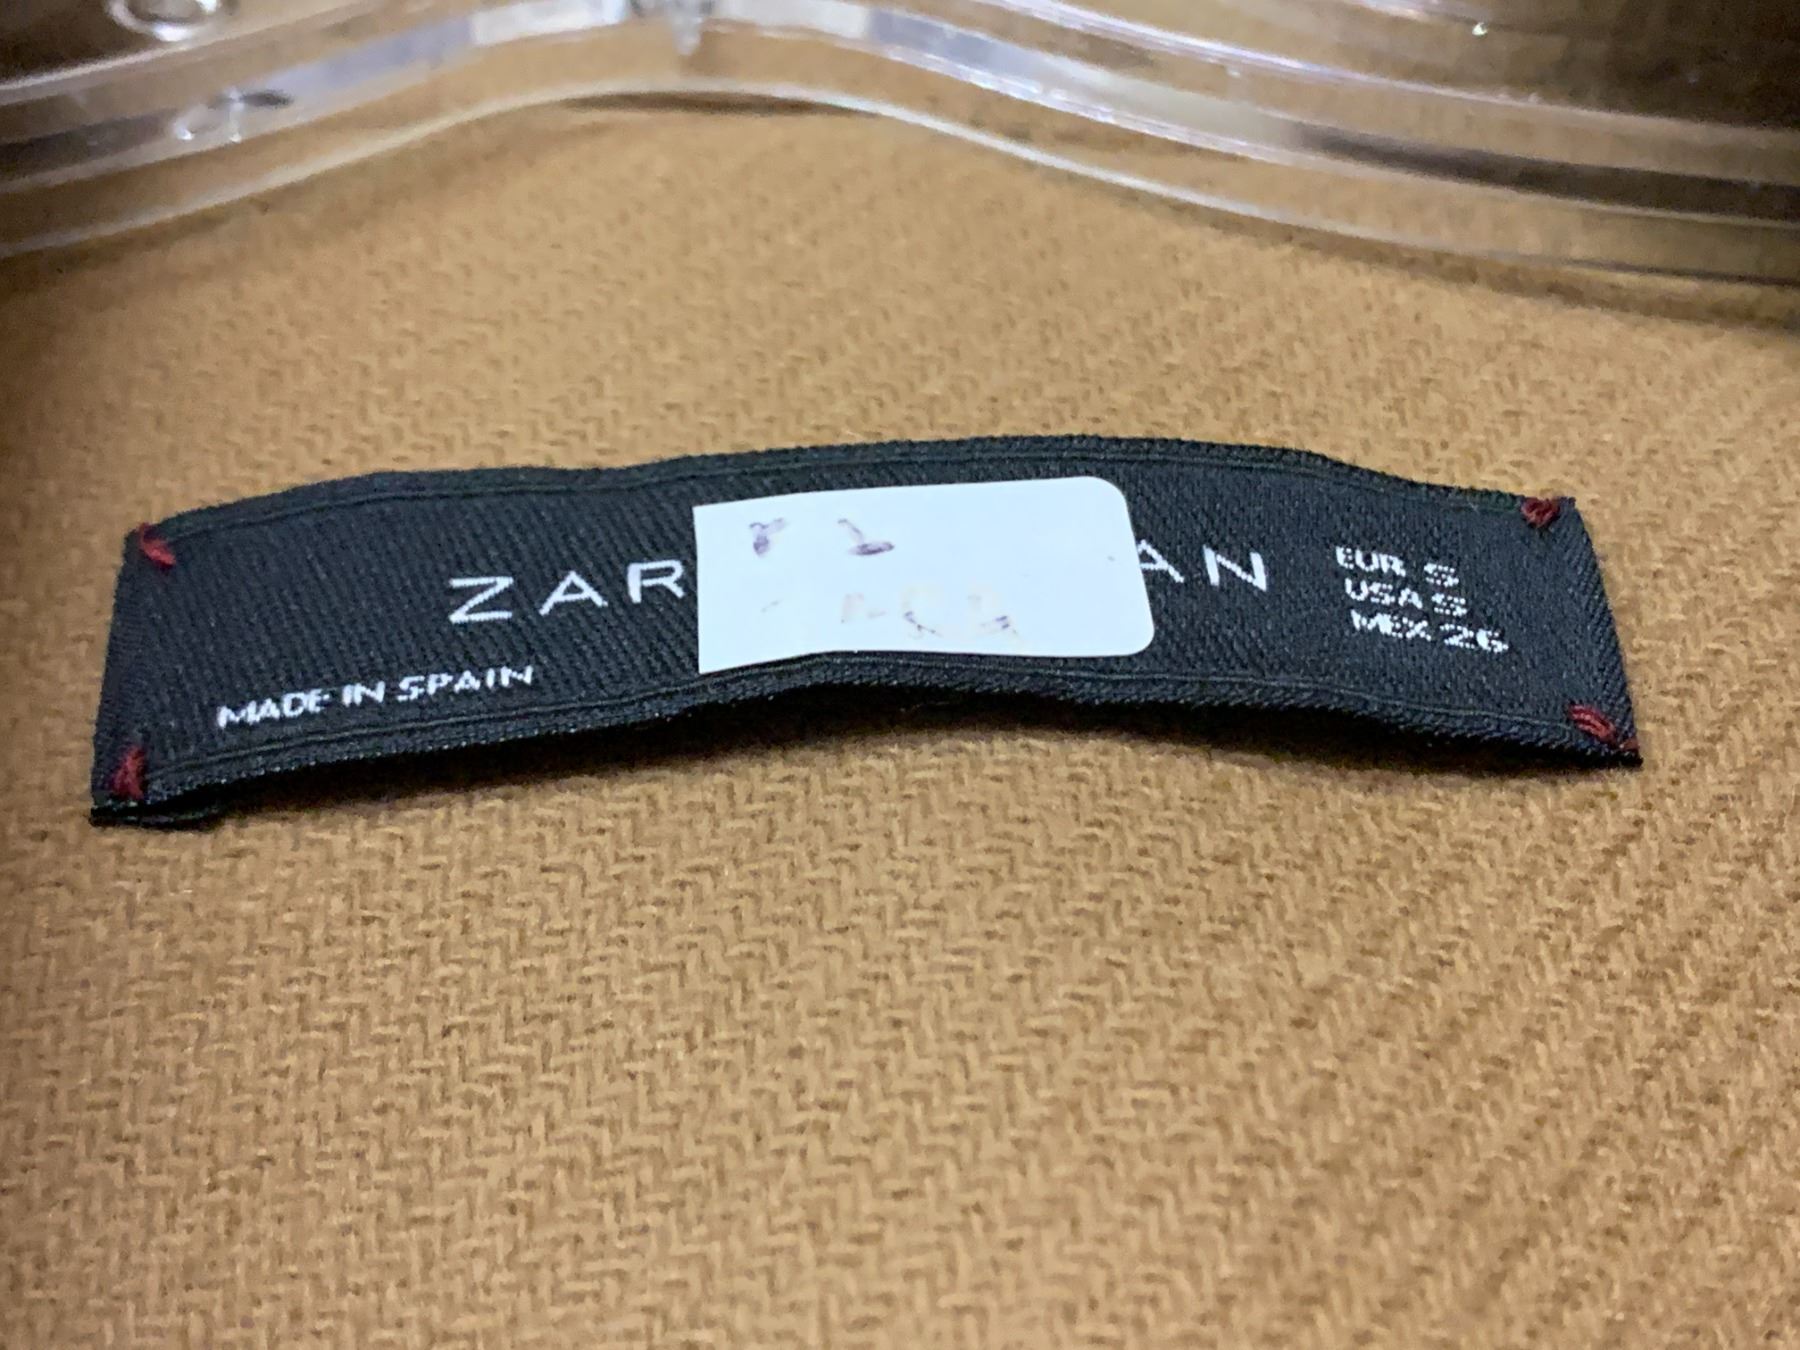 ZAR AN
EUR S
USA S
MEX 26
MADE IN SPAIN